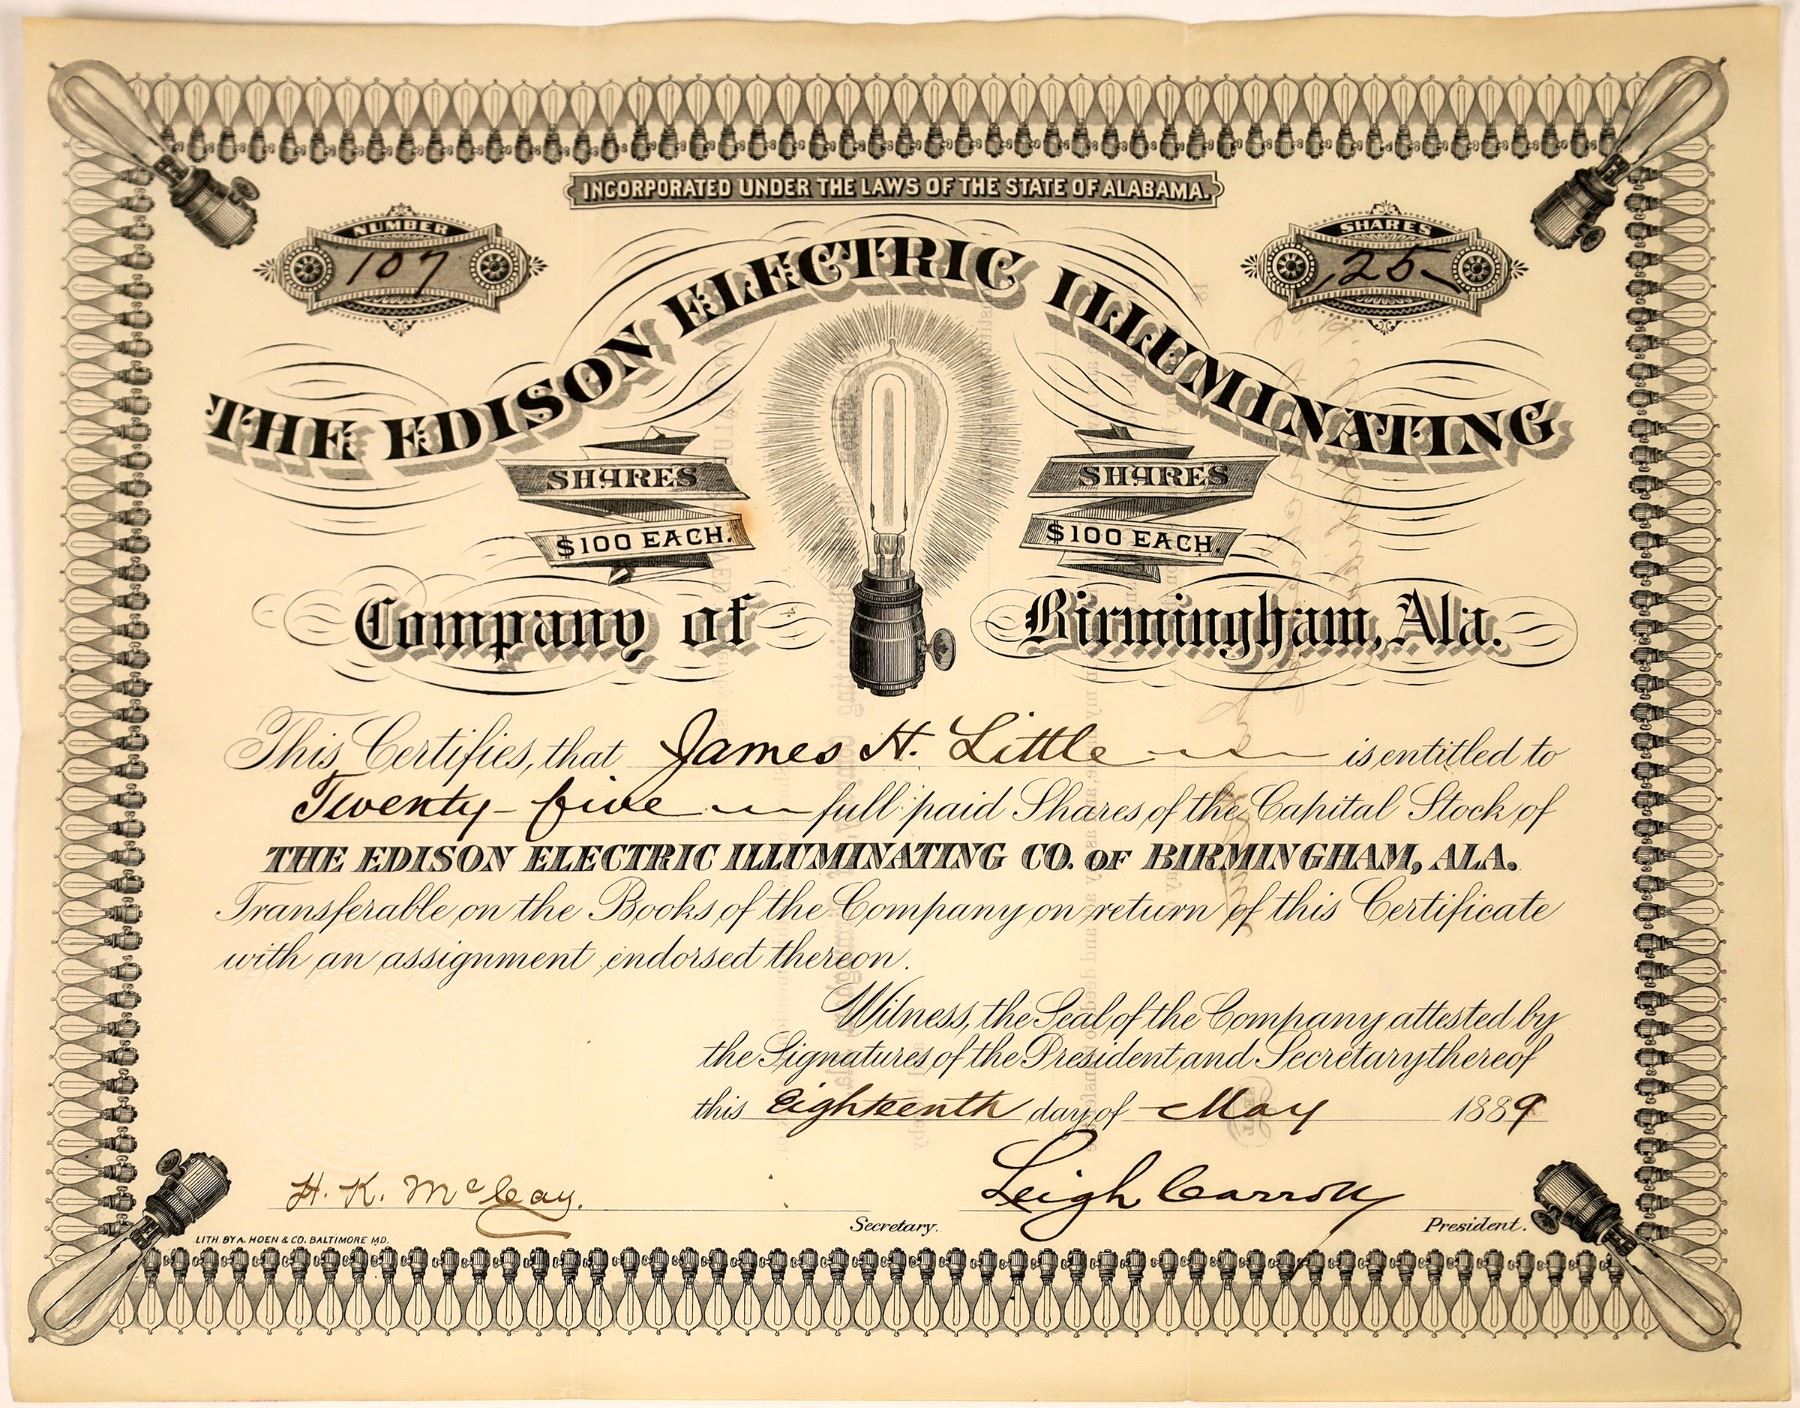 INCORPORATED UNDER THE LAWS OF THE STATE OF ALABAMA.
NUMBER
107
SHARES
25
THE EDISON ELECTRIC ILLUMINATING
SHARES
$100 EACH.
SHARES
$100 EACH.
Company of Birmingham, Ala.
This Certifies, that James H. Little is entitled to
Twenty-five full paid Shares of the Capital Stock of
THE EDISON ELECTRIC ILLUMINATING CO. OF BIRMINGHAM, ALA.
Transferable on the Books of the Company on return of this Certificate
with an assignment endorsed thereon.
Witness, the Seal of the Company attested by
the Signatures of the President and Secretary thereof
this eighteenth day of May 1889
H. K. McCay.
Secretary.
Leigh Carroll
President.
LITH. BY A. HOEN & CO. BALTIMORE MD.